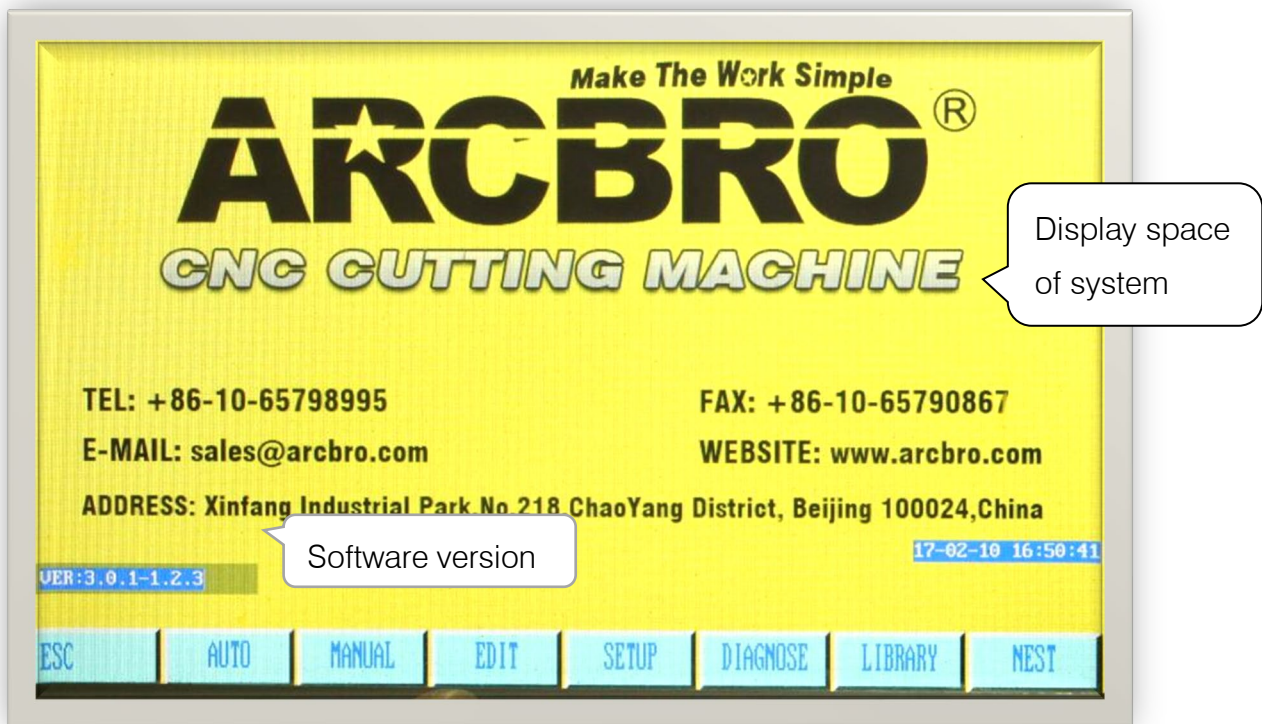 Make The Work Simple
ARCBRO®
CNC CUTTING MACHINE
Display space
of system
TEL: +86-10-65798995
FAX: +86-10-65790867
E-MAIL: sales@arcbro.com
WEBSITE: www.arcbro.com
ADDRESS: Xinfang Industrial Park No.218 ChaoYang District, Beijing 100024,China
Software version
17-02-10 16:50:41
VER:3.0.1-1.2.3
ESC AUTO MANUAL EDIT SETUP DIAGNOSE LIBRARY NEST